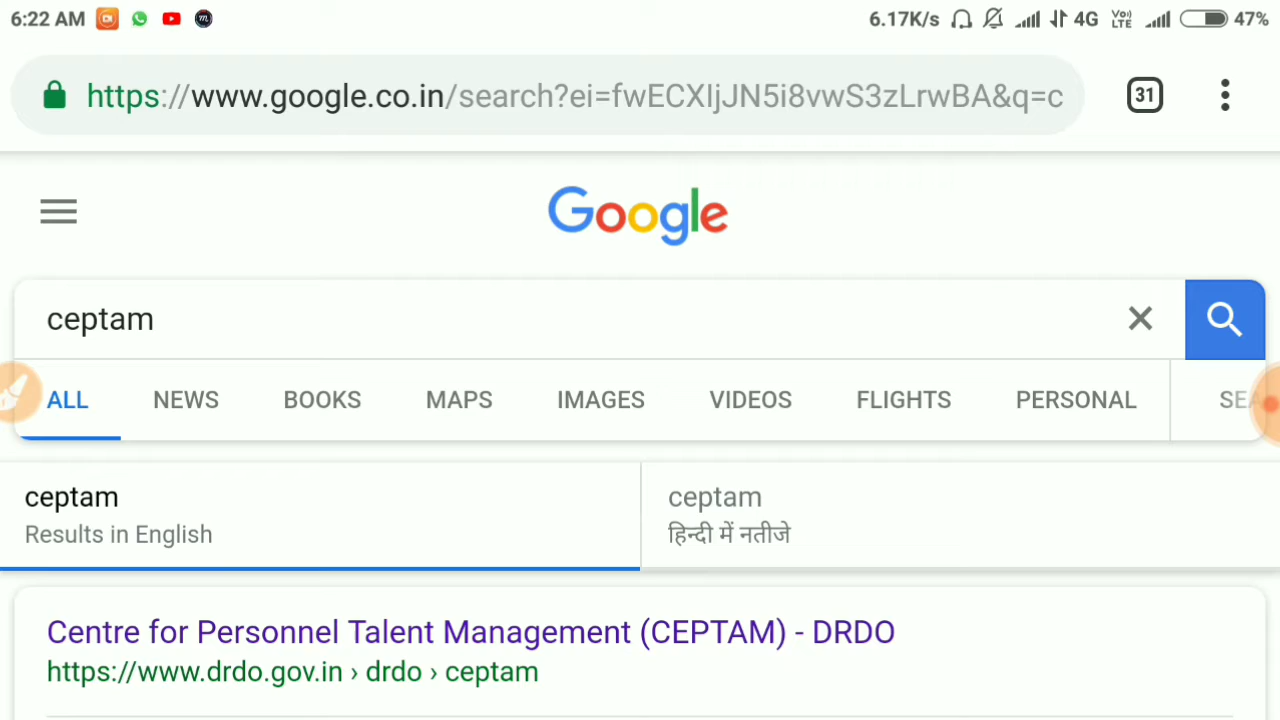 6:22 AM 6.17K/s 4G VoLTE 47%
https://www.google.co.in/search?ei=fwECXIjJN5i8vwS3zLrwBA&q=c 31
Google
ceptam
ALL NEWS BOOKS MAPS IMAGES VIDEOS FLIGHTS PERSONAL SEA
ceptam ceptam
Results in English हिन्दी में नतीजे
Centre for Personnel Talent Management (CEPTAM) - DRDO
https://www.drdo.gov.in › drdo › ceptam